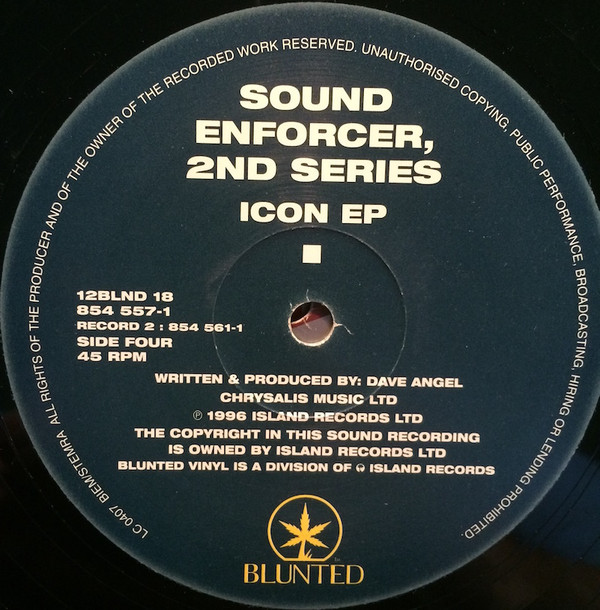 LC 0407 BIEM/STEMRA ALL RIGHTS OF THE PRODUCER AND OF THE OWNER OF THE RECORDED WORK RESERVED. UNAUTHORISED COPYING, PUBLIC PERFORMANCE, BROADCASTING, HIRING OR LENDING PROHIBITED.
SOUND
ENFORCER,
2ND SERIES
ICON EP
12BLND 18
854 557-1
RECORD 2 : 854 561-1
SIDE FOUR
45 RPM
WRITTEN & PRODUCED BY: DAVE ANGEL
CHRYSALIS MUSIC LTD
℗ 1996 ISLAND RECORDS LTD
THE COPYRIGHT IN THIS SOUND RECORDING
IS OWNED BY ISLAND RECORDS LTD
BLUNTED VINYL IS A DIVISION OF ISLAND RECORDS
BLUNTED